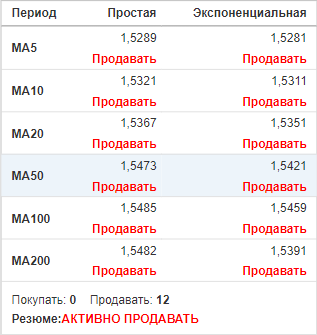 Период Простая Экспоненциальная
MA5 1,5289 1,5281
Продавать Продавать
MA10 1,5321 1,5311
Продавать Продавать
MA20 1,5367 1,5351
Продавать Продавать
MA50 1,5473 1,5421
Продавать Продавать
MA100 1,5485 1,5459
Продавать Продавать
MA200 1,5482 1,5391
Продавать Продавать
Покупать: 0 Продавать: 12
Резюме:АКТИВНО ПРОДАВАТЬ